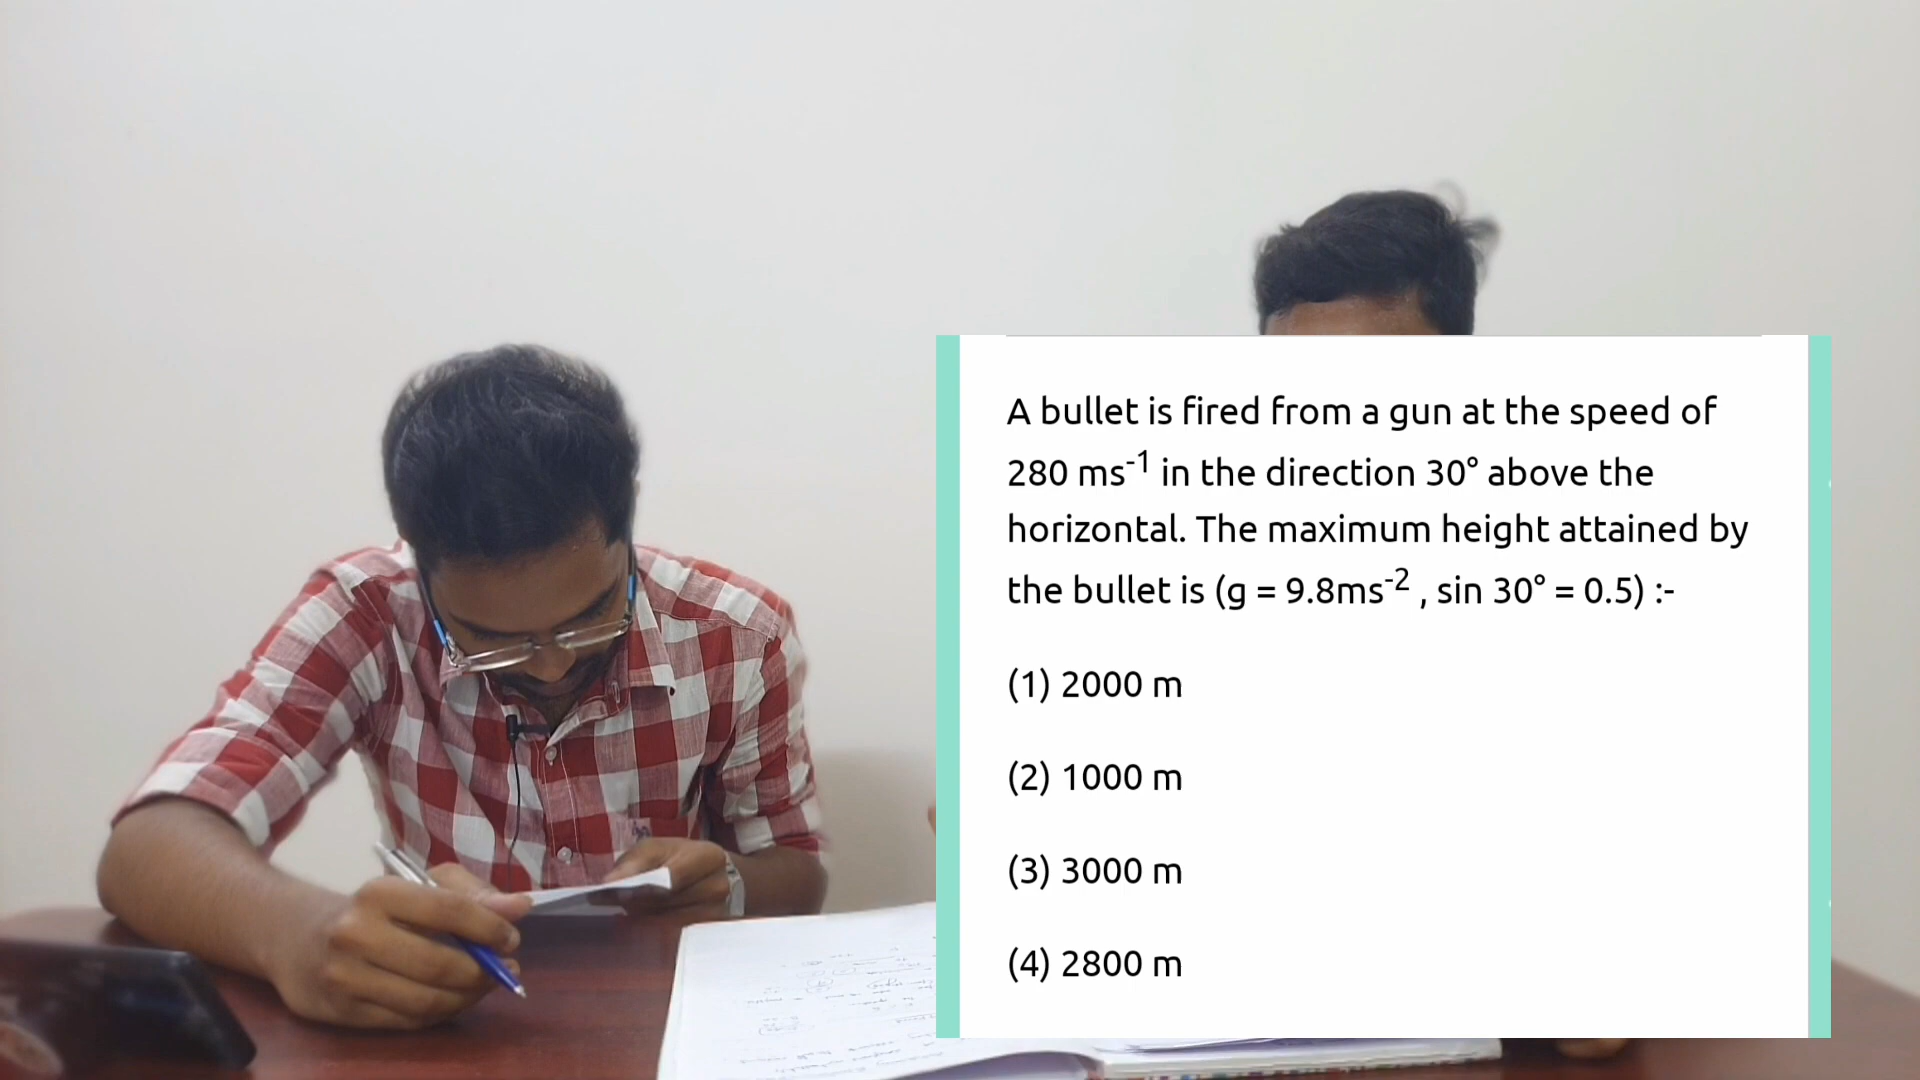 A bullet is fired from a gun at the speed of
280 ms⁻¹ in the direction 30° above the
horizontal. The maximum height attained by
the bullet is (g = 9.8ms⁻² , sin 30° = 0.5) :-
(1) 2000 m
(2) 1000 m
(3) 3000 m
(4) 2800 m